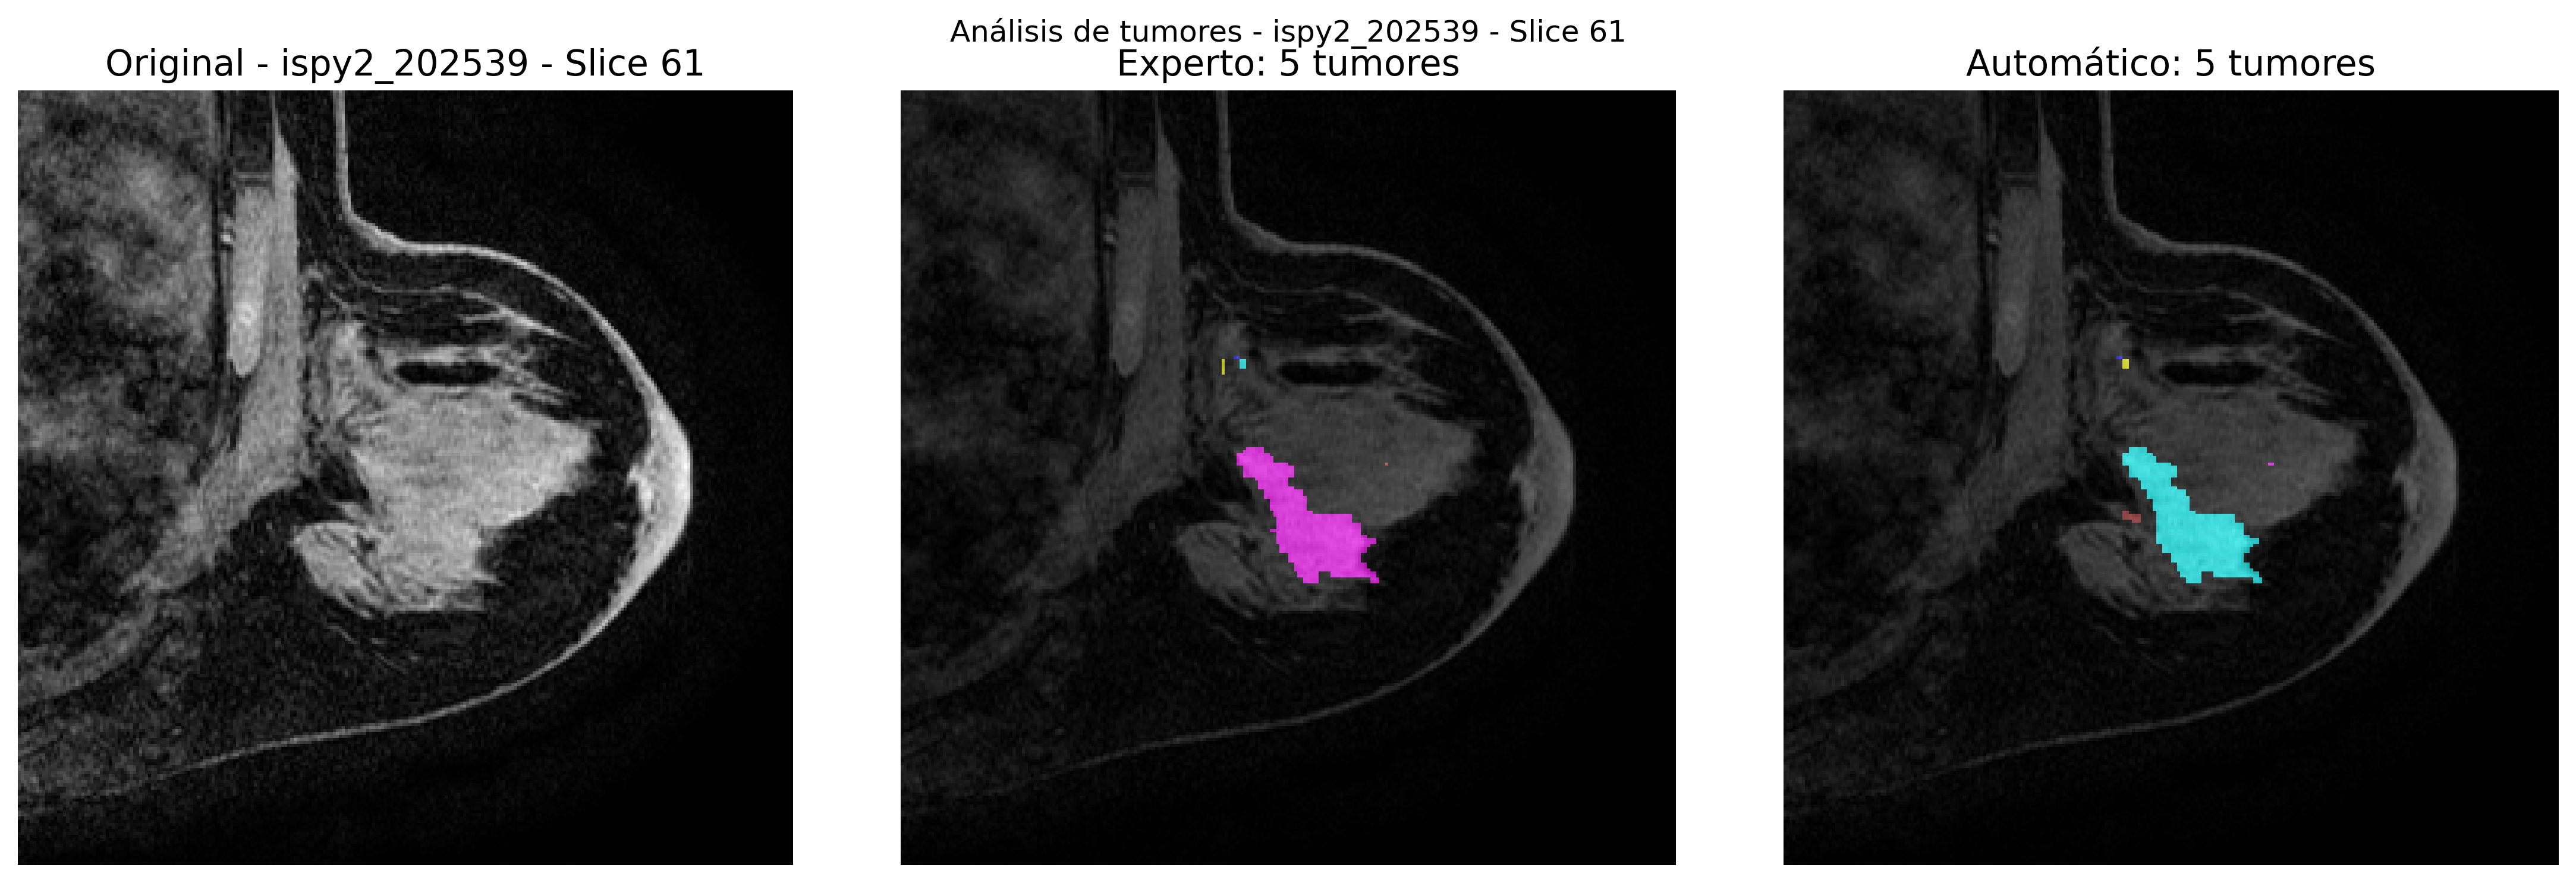 Análisis de tumores - ispy2_202539 - Slice 61
Original - ispy2_202539 - Slice 61
Experto: 5 tumores
Automático: 5 tumores